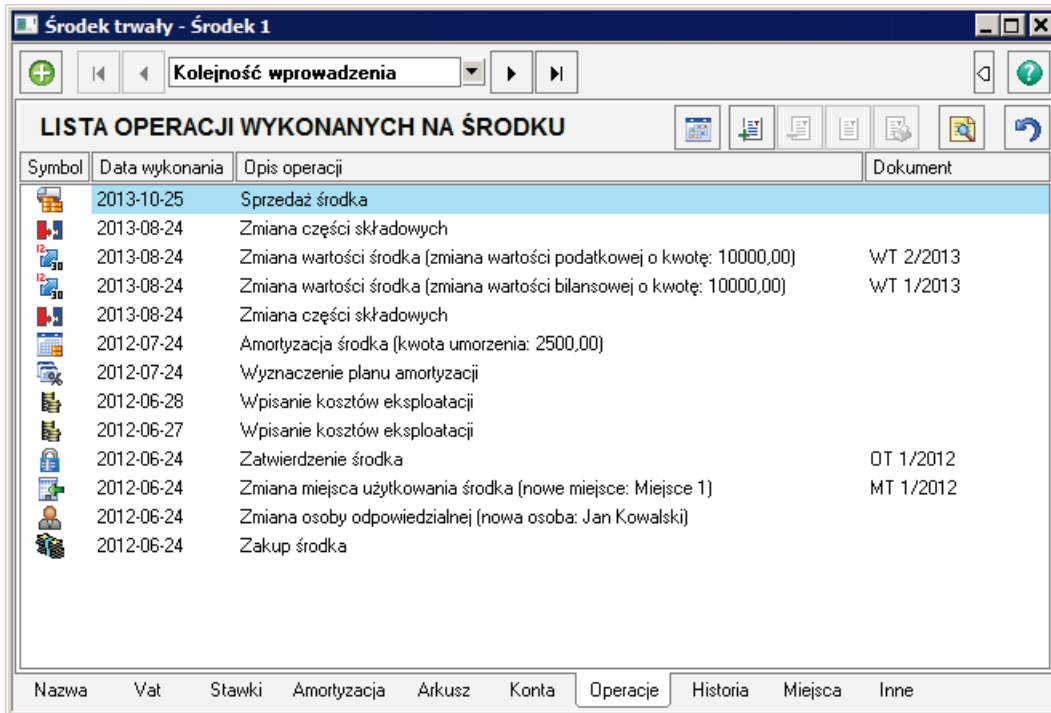 Środek trwały - Środek 1
Kolejność wprowadzenia
LISTA OPERACJI WYKONANYCH NA ŚRODKU
Symbol Data wykonania Opis operacji Dokument
2013-10-25 Sprzedaż środka
2013-08-24 Zmiana części składowych
12 30 2013-08-24 Zmiana wartości środka (zmiana wartości podatkowej o kwotę: 10000,00) WT 2/2013
12 30 2013-08-24 Zmiana wartości środka (zmiana wartości bilansowej o kwotę: 10000,00) WT 1/2013
2013-08-24 Zmiana części składowych
2012-07-24 Amortyzacja środka (kwota umorzenia: 2500,00)
2012-07-24 Wyznaczenie planu amortyzacji
2012-06-28 Wpisanie kosztów eksploatacji
2012-06-27 Wpisanie kosztów eksploatacji
2012-06-24 Zatwierdzenie środka OT 1/2012
2012-06-24 Zmiana miejsca użytkowania środka (nowe miejsce: Miejsce 1) MT 1/2012
2012-06-24 Zmiana osoby odpowiedzialnej (nowa osoba: Jan Kowalski)
2012-06-24 Zakup środka
Nazwa Vat Stawki Amortyzacja Arkusz Konta Operacje Historia Miejsca Inne